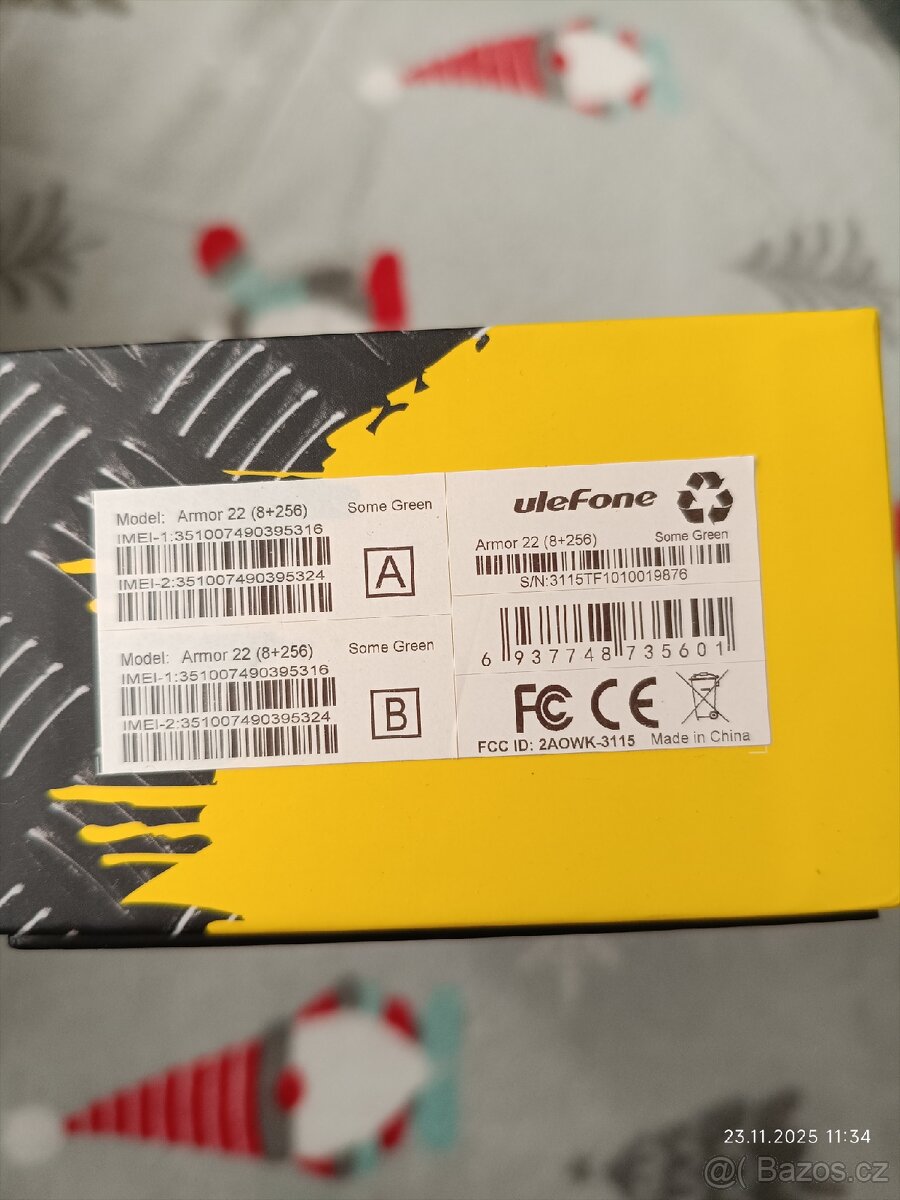 Model: Armor 22 (8+256)
Some Green
IMEI-1:351007490395316
IMEI-2:351007490395324
A
Model: Armor 22 (8+256)
Some Green
IMEI-1:351007490395316
IMEI-2:351007490395324
B
uleFone
Armor 22 (8+256)
Some Green
S/N:3115TF1010019876
6 937748 735601
FC CE
FCC ID: 2AOWK-3115 Made in China
23.11.2025 11:34
@( Bazos.cz